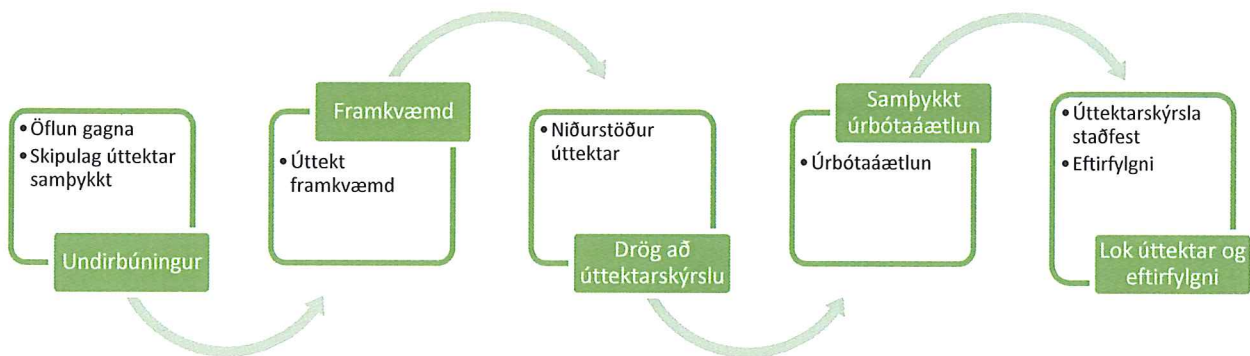 • Öflun gagna
• Skipulag úttektar
samþykkt
Undirbúningur
Framkvæmd
• Úttekt
framkvæmd
• Niðurstöður
úttektar
Drög að
úttektarskýrslu
Samþykkt
úrbótaáætlun
• Úrbótaáætlun
• Úttektarskýrsla
staðfest
• Eftirfylgni
Lok úttektar og
eftirfylgni